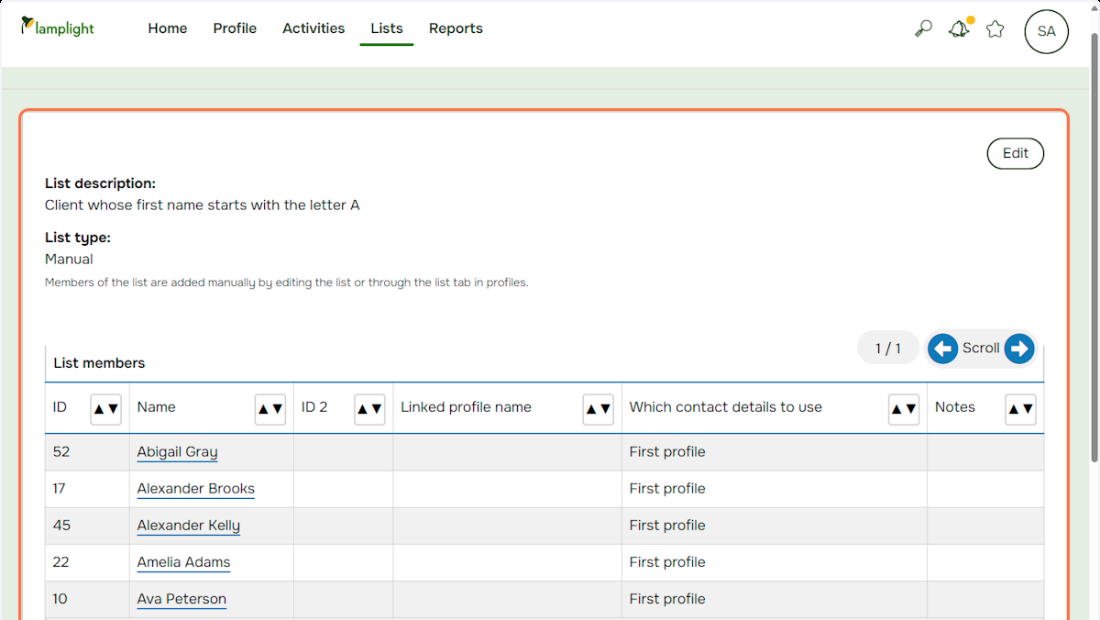 lamplight Home Profile Activities Lists Reports SA
Edit
List description:
Client whose first name starts with the letter A
List type:
Manual
Members of the list are added manually by editing the list or through the list tab in profiles.
1 / 1 Scroll
List members
ID ▲▼ Name ▲▼ ID 2 ▲▼ Linked profile name ▲▼ Which contact details to use ▲▼ Notes ▲▼
52 Abigail Gray First profile
17 Alexander Brooks First profile
45 Alexander Kelly First profile
22 Amelia Adams First profile
10 Ava Peterson First profile